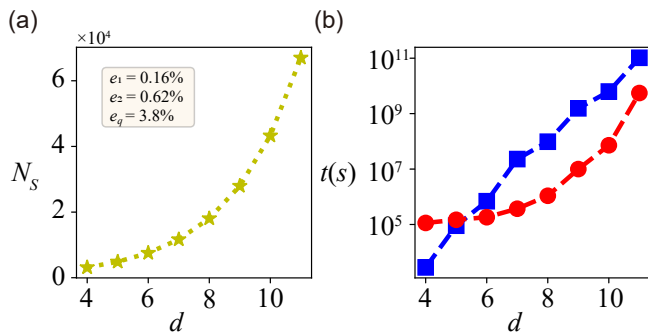 (a)
×10⁴
6
4
2
0
N_S
e₁ = 0.16%
e₂ = 0.62%
e_q = 3.8%
4 6 8 10
d
(b)
10¹¹
10⁹
10⁷
10⁵
t(s)
4 6 8 10
d